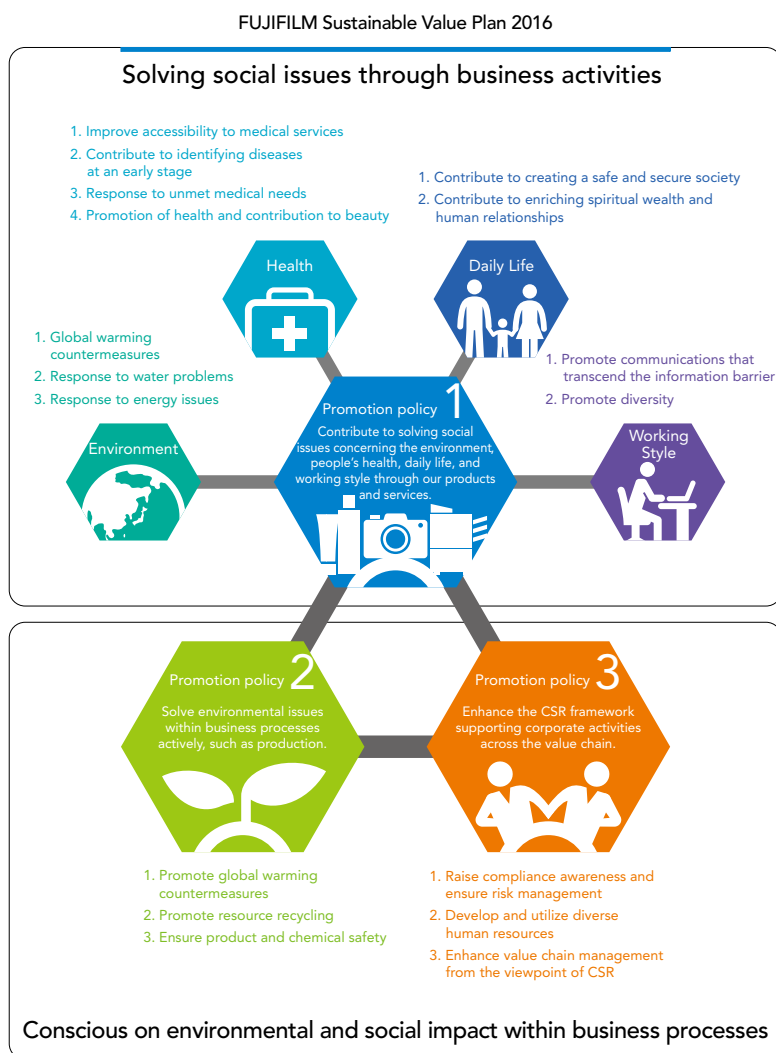 FUJIFILM Sustainable Value Plan 2016
Solving social issues through business activities
1. Improve accessibility to medical services
2. Contribute to identifying diseases
at an early stage
3. Response to unmet medical needs
4. Promotion of health and contribution to beauty
1. Contribute to creating a safe and secure society
2. Contribute to enriching spiritual wealth and
human relationships
Health
Daily Life
1. Global warming
countermeasures
2. Response to water problems
3. Response to energy issues
1. Promote communications that
transcend the information barrier
2. Promote diversity
Environment
Promotion policy 1
Contribute to solving social
issues concerning the environment,
people's health, daily life, and
working style through our products
and services.
Working
Style
Promotion policy 2
Solve environmental issues
within business processes
actively, such as production.
Promotion policy 3
Enhance the CSR framework
supporting corporate activities
across the value chain.
1. Promote global warming
countermeasures
2. Promote resource recycling
3. Ensure product and chemical safety
1. Raise compliance awareness and
ensure risk management
2. Develop and utilize diverse
human resources
3. Enhance value chain management
from the viewpoint of CSR
Conscious on environmental and social impact within business processes